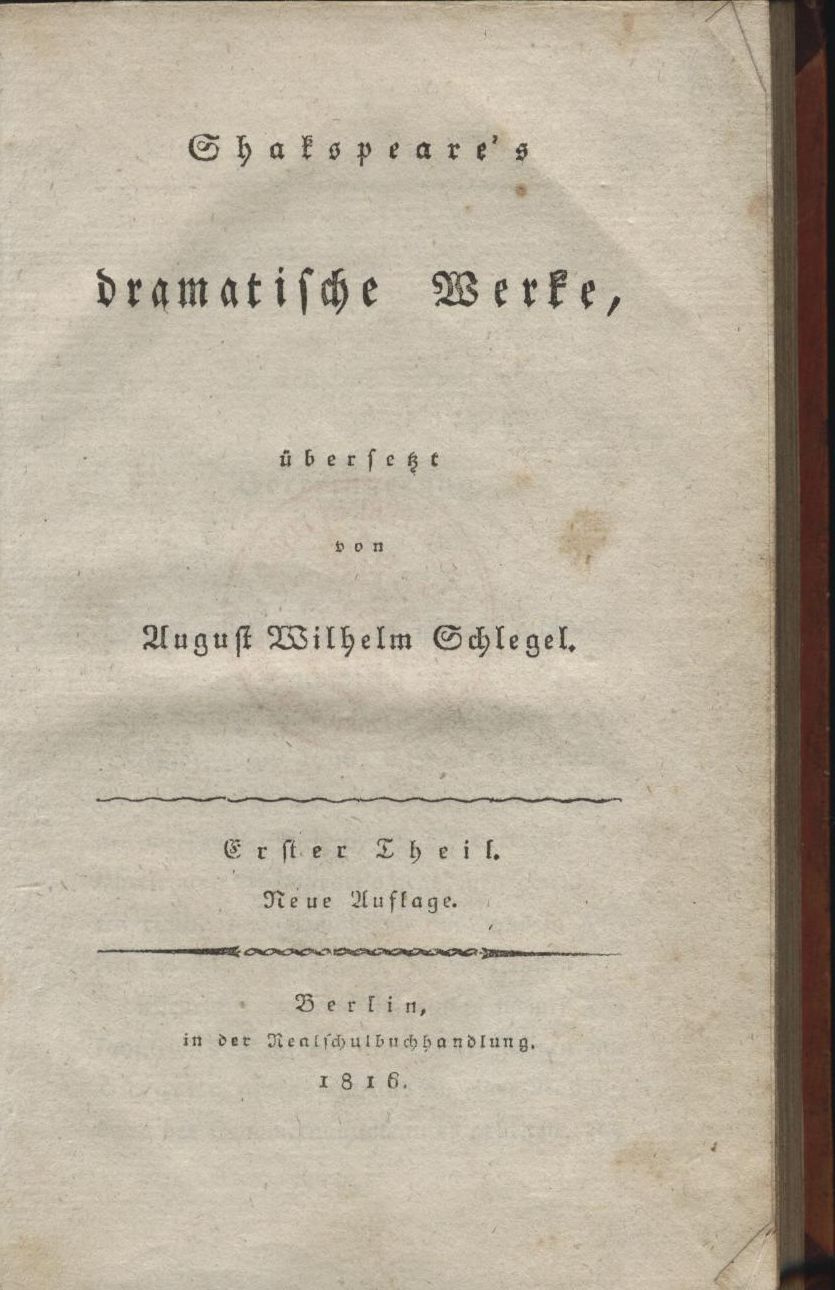 Shakspeare's
dramatische Werke,
übersetzt
von
August Wilhelm Schlegel.
Erster Theil.
Neue Auflage.
Berlin,
in der Realschulbuchhandlung.
1816.